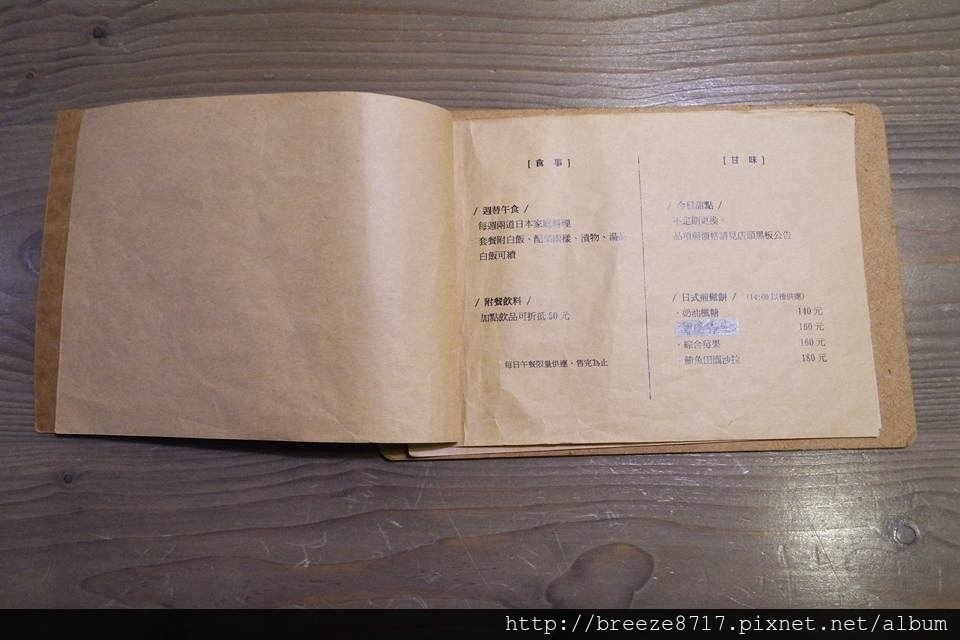 [ 食 事 ]
/ 週替午食 /
每週兩道日本家庭料理
套餐附白飯、配菜兩樣、漬物、湯品
白飯可續
/ 附餐飲料 /
加點飲品可折抵 50 元
每日午餐限量供應,售完為止
[ 甘 味 ]
/ 今日甜點 /
不定期更換,
品項與價格請見店頭黑板公告
/ 日式煎鬆餅 / (14:00 以後供應)
·奶油楓糖 140 元
160 元
·綜合莓果 160 元
·鮪魚田園沙拉 180 元
http://breeze8717.pixnet.net/album